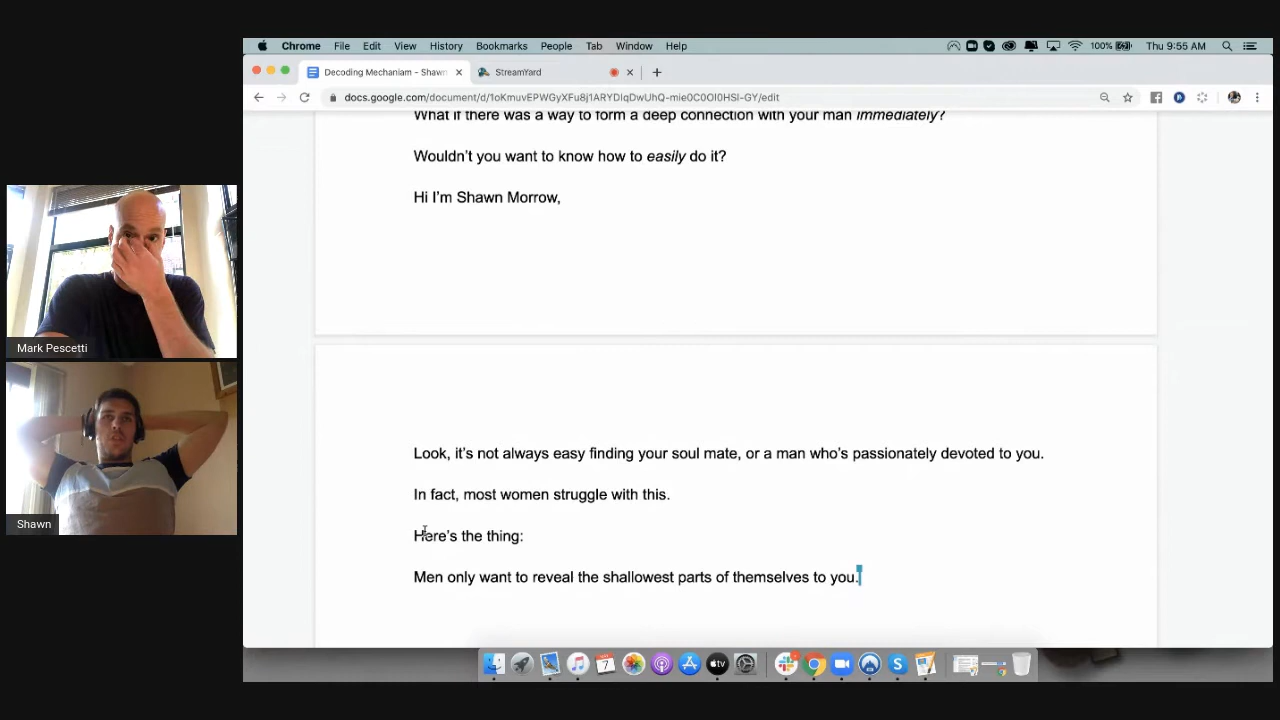 Chrome File Edit View History Bookmarks People Tab Window Help 100% Thu 9:55 AM
Decoding Mechaniam - Shawn StreamYard
docs.google.com/document/d/1oKmuvEPWGyXFu8j1ARYDIqDwUhQ-mie0C0OI0HSI-GY/edit
What if there was a way to form a deep connection with your man immediately?
Wouldn't you want to know how to easily do it?
Hi I'm Shawn Morrow,
Mark Pescetti
Look, it's not always easy finding your soul mate, or a man who's passionately devoted to you.
In fact, most women struggle with this.
Shawn
Here's the thing:
Men only want to reveal the shallowest parts of themselves to you.
7
tv